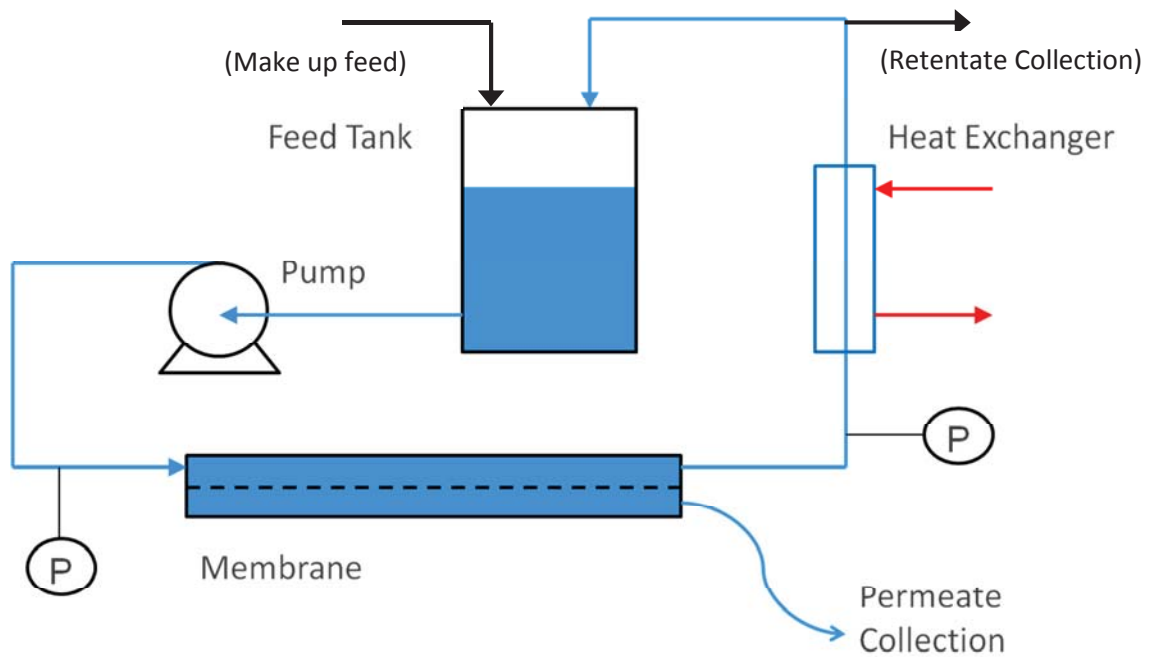 (Make up feed)
(Retentate Collection)
Feed Tank
Heat Exchanger
Pump
P
P
Membrane
Permeate
Collection